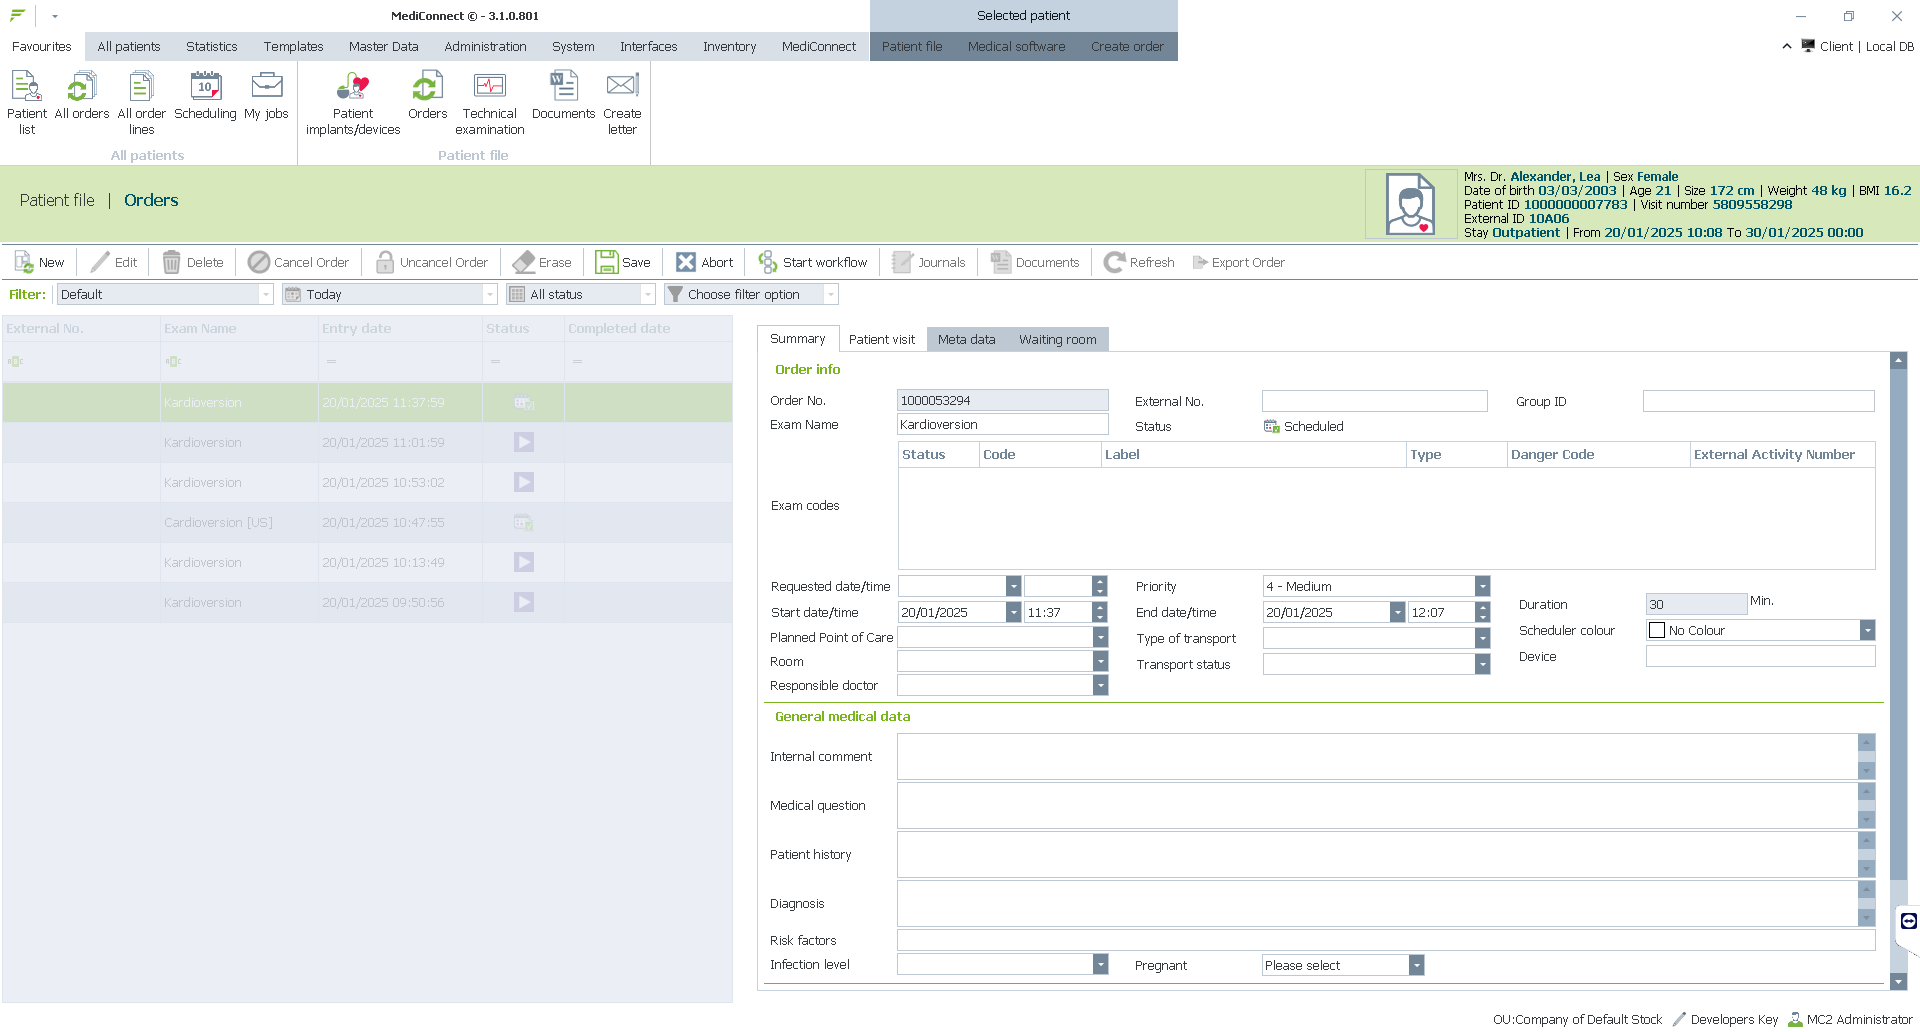 MediConnect © - 3.1.0.801
Selected patient
Favourites All patients Statistics Templates Master Data Administration System Interfaces Inventory MediConnect Patient file Medical software Create order
Client | Local DB
Patient list
All orders
All order lines
Scheduling
10
My jobs
Patient implants/devices
Orders
Technical examination
Documents
Create letter
All patients
Patient file
Patient file | Orders
Mrs. Dr. Alexander, Lea | Sex Female
Date of birth 03/03/2003 | Age 21 | Size 172 cm | Weight 48 kg | BMI 16.2
Patient ID 1000000007783 | Visit number 5809558298
External ID 10A06
Stay Outpatient | From 20/01/2025 10:08 To 30/01/2025 00:00
New Edit Delete Cancel Order Uncancel Order Erase Save Abort Start workflow Journals Documents Refresh Export Order
Filter: Default Today All status Choose filter option
External No. Exam Name Entry date Status Completed date
= = =
Kardioversion 20/01/2025 11:37:59
Kardioversion 20/01/2025 11:01:59
Kardioversion 20/01/2025 10:53:02
Cardioversion [US] 20/01/2025 10:47:55
Kardioversion 20/01/2025 10:13:49
Kardioversion 20/01/2025 09:50:56
Summary Patient visit Meta data Waiting room
Order info
Order No. 1000053294 External No. Group ID
Exam Name Kardioversion Status Scheduled
Status Code Label Type Danger Code External Activity Number
Exam codes
Requested date/time Priority 4 - Medium
Duration 30 Min.
Start date/time 20/01/2025 11:37 End date/time 20/01/2025 12:07
Scheduler colour No Colour
Planned Point of Care Type of transport
Device
Room Transport status
Responsible doctor
General medical data
Internal comment
Medical question
Patient history
Diagnosis
Risk factors
Infection level Pregnant Please select
OU:Company of Default Stock Developers Key MC2 Administrator